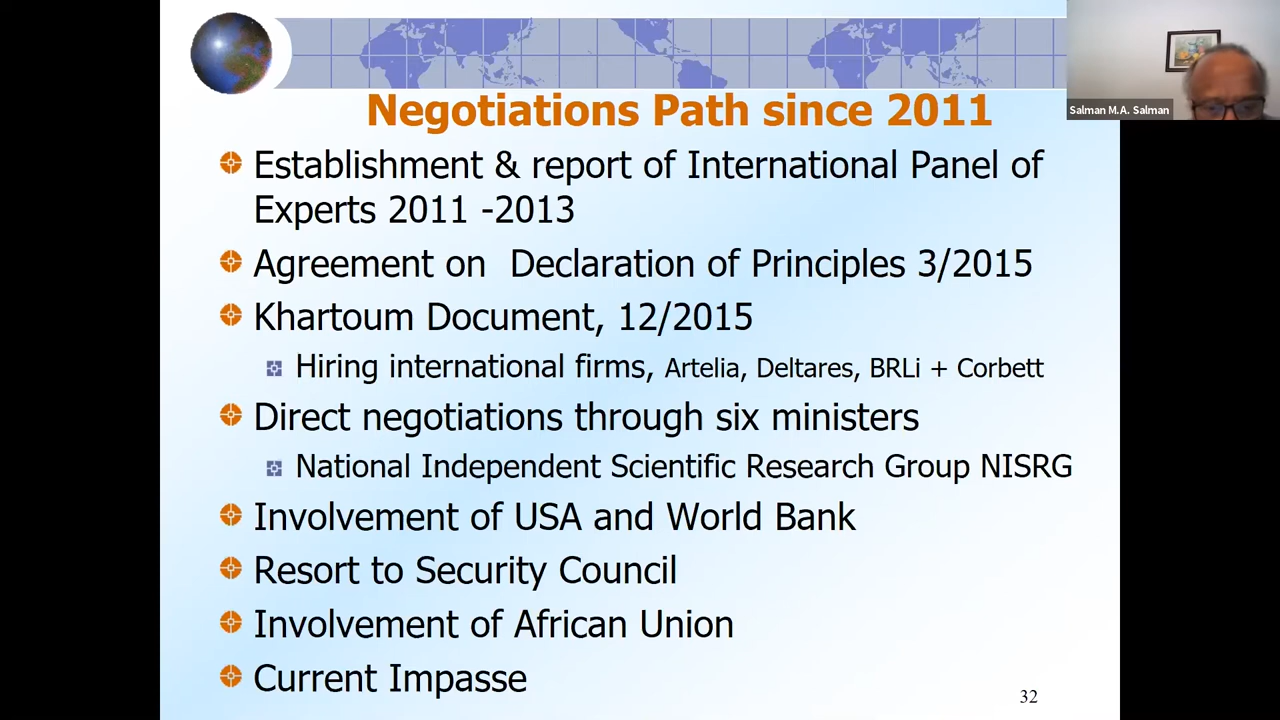 Salman M.A. Salman
Negotiations Path since 2011
Establishment & report of International Panel of
Experts 2011 -2013
Agreement on Declaration of Principles 3/2015
Khartoum Document, 12/2015
Hiring international firms, Artelia, Deltares, BRLi + Corbett
Direct negotiations through six ministers
National Independent Scientific Research Group NISRG
Involvement of USA and World Bank
Resort to Security Council
Involvement of African Union
Current Impasse
32